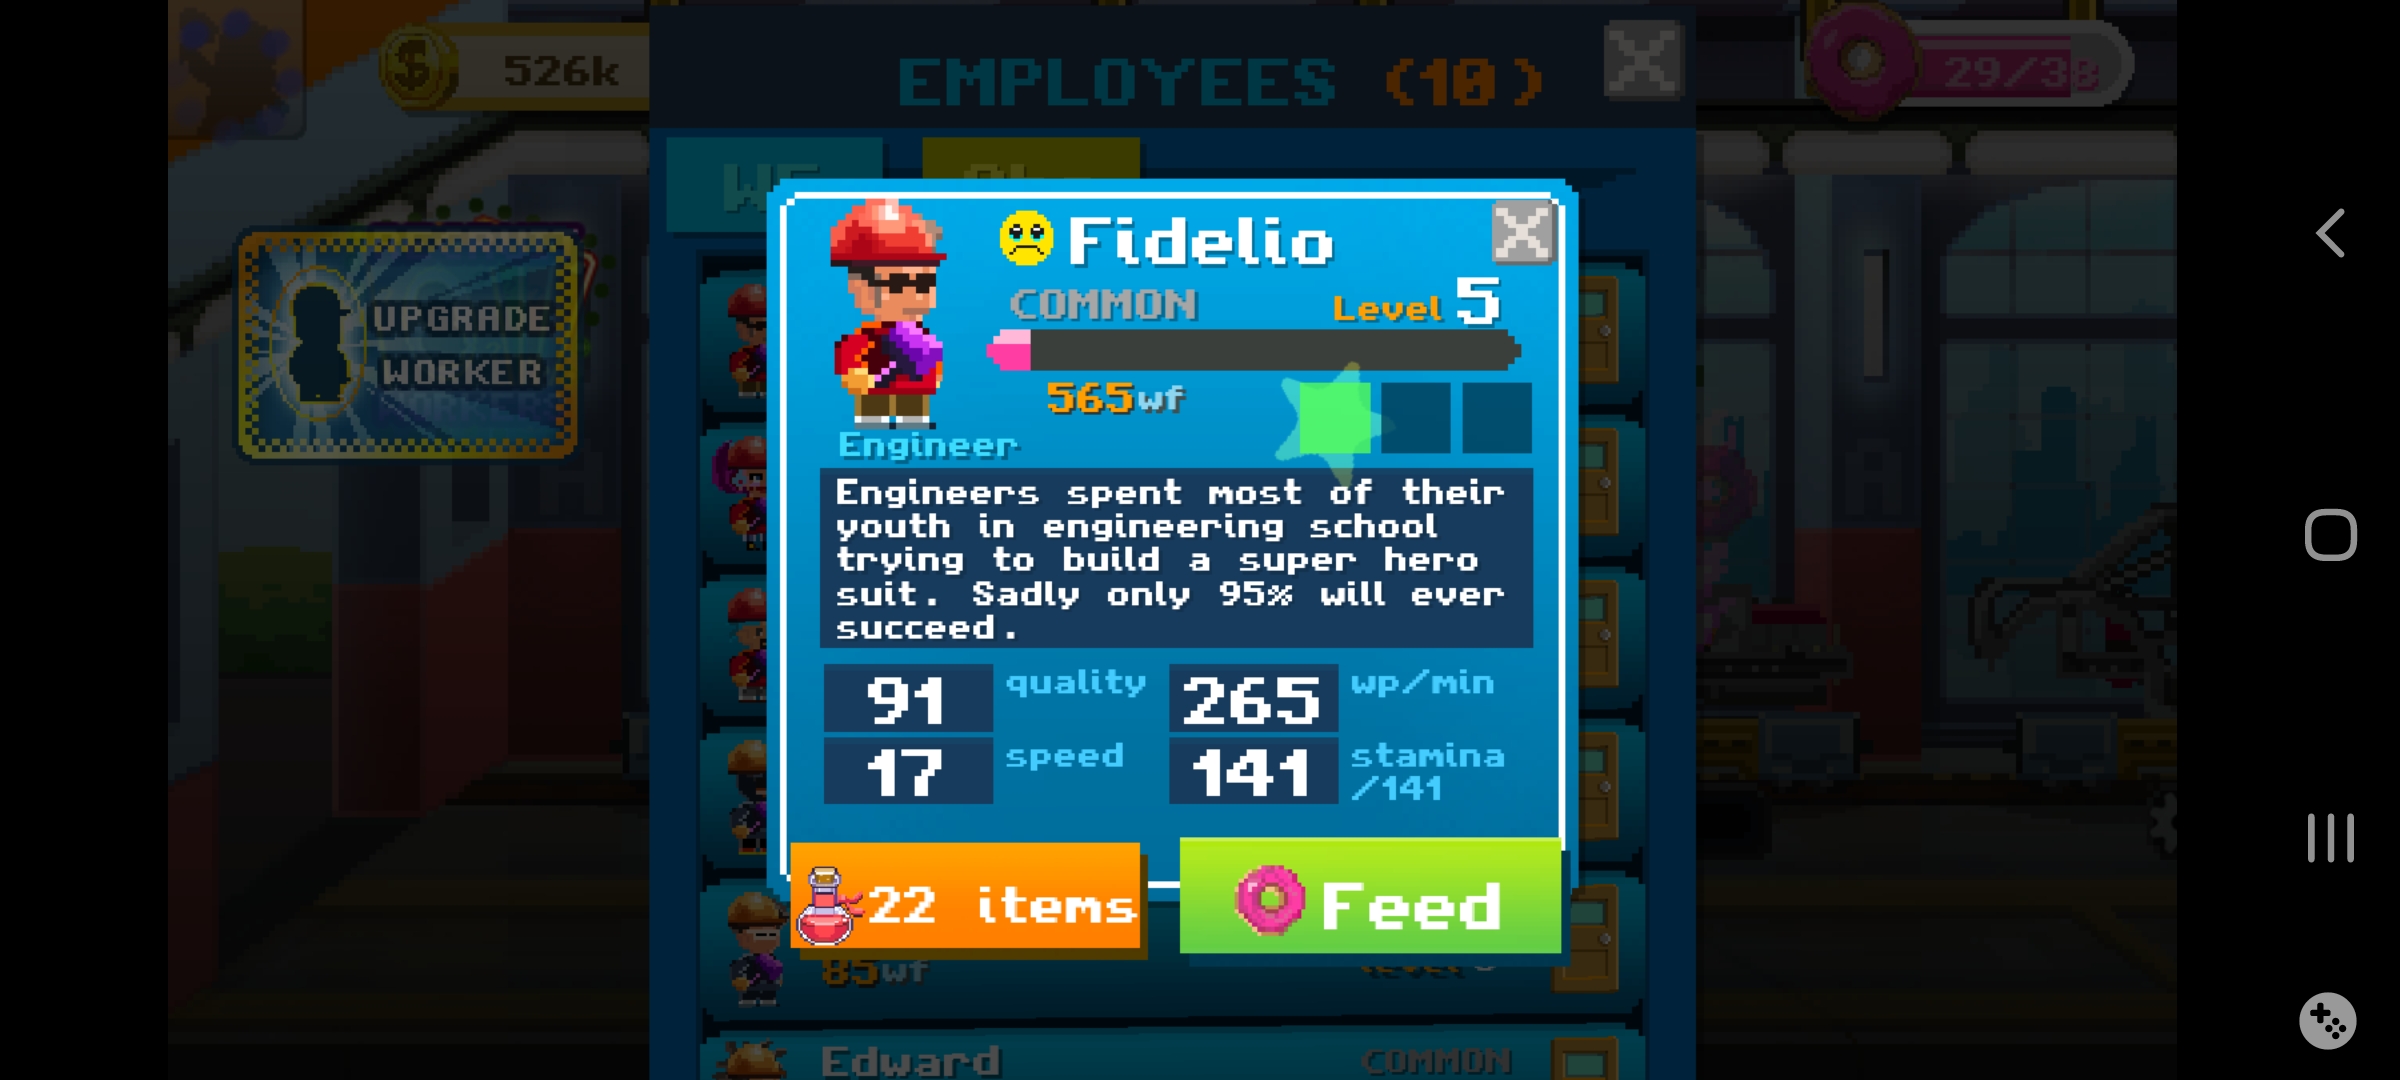 526k
EMPLOYEES (10)
29/38
Fidelio
COMMON
Level 5
565wf
Engineer
Engineers spent most of their
youth in engineering school
trying to build a super hero
suit. Sadly only 95% will ever
succeed.
91 quality 265 wp/min
17 speed 141 stamina
/141
22 items
Feed
UPGRADE
WORKER
85wf
Edward
COMMON